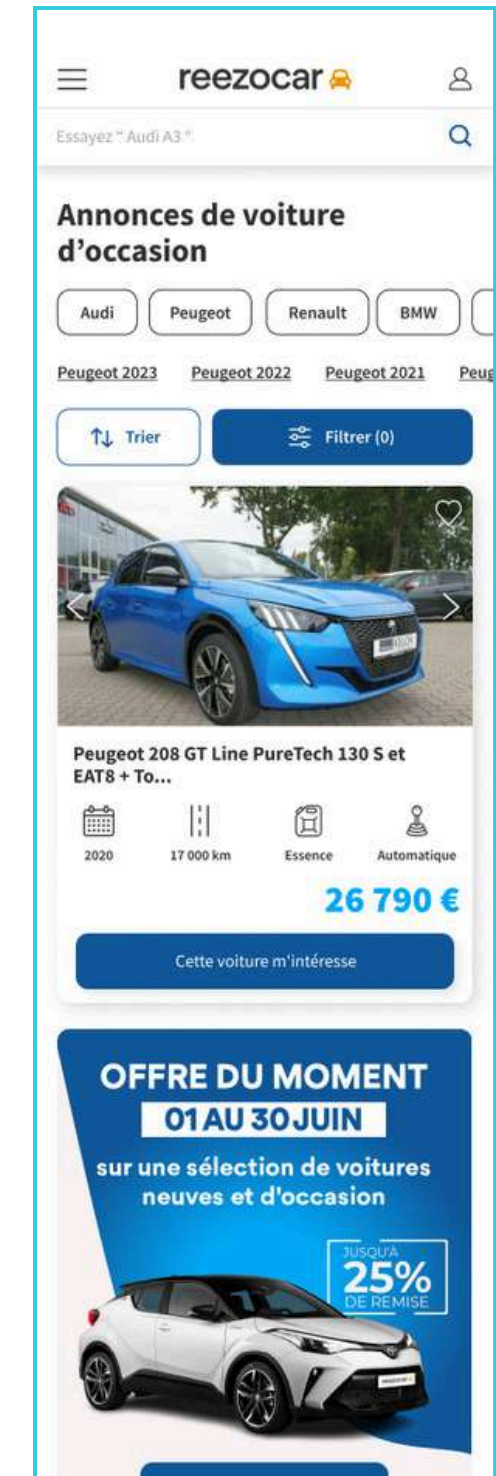 reezocar
Essayez " Audi A3 "
Annonces de voiture
d'occasion
Audi Peugeot Renault BMW
Peugeot 2023 Peugeot 2022 Peugeot 2021 Peug
Trier Filtrer (0)
Peugeot 208 GT Line PureTech 130 S et
EAT8 + To...
2020 17 000 km Essence Automatique
26 790 €
Cette voiture m'intéresse
OFFRE DU MOMENT
01 AU 30 JUIN
sur une sélection de voitures
neuves et d'occasion
JUSQU'À
25%
DE REMISE